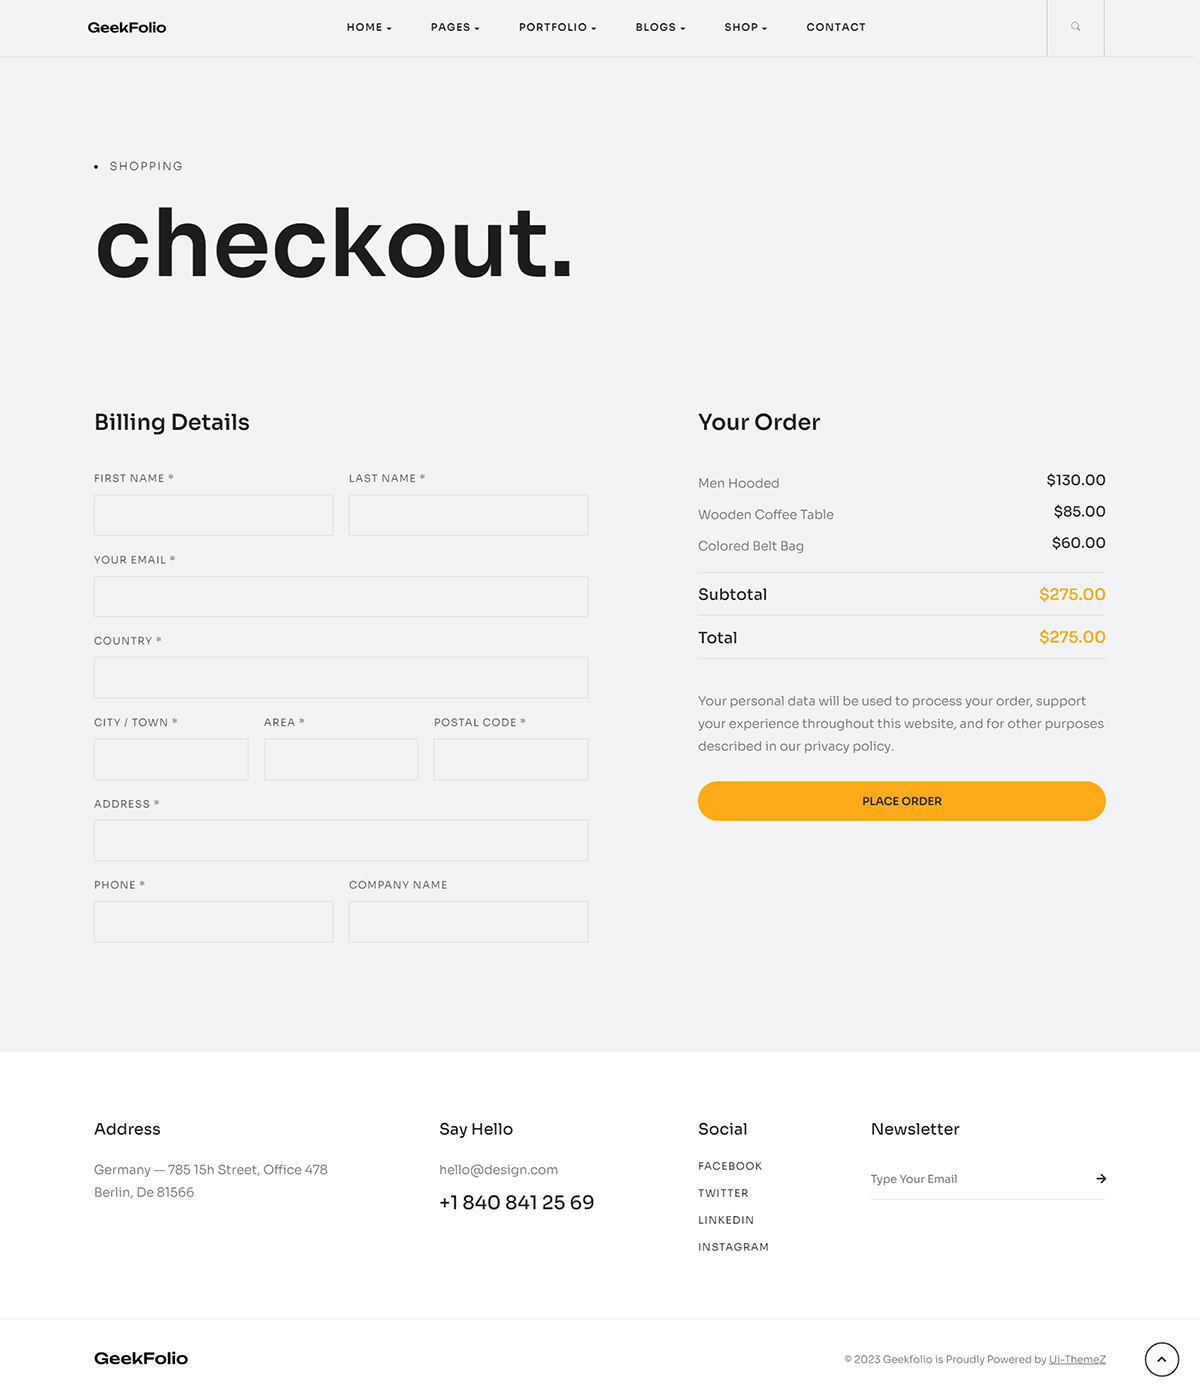 GeekFolio
HOME PAGES PORTFOLIO BLOGS SHOP CONTACT
• SHOPPING
checkout.
Billing Details
FIRST NAME * LAST NAME *
YOUR EMAIL *
COUNTRY *
CITY / TOWN * AREA * POSTAL CODE *
ADDRESS *
PHONE * COMPANY NAME
Your Order
Men Hooded $130.00
Wooden Coffee Table $85.00
Colored Belt Bag $60.00
Subtotal $275.00
Total $275.00
Your personal data will be used to process your order, support
your experience throughout this website, and for other purposes
described in our privacy policy.
PLACE ORDER
Address
Germany — 785 15h Street, Office 478
Berlin, De 81566
Say Hello
hello@design.com
+1 840 841 25 69
Social
FACEBOOK
TWITTER
LINKEDIN
INSTAGRAM
Newsletter
Type Your Email
GeekFolio
© 2023 Geekfolio is Proudly Powered by Ui-ThemeZ